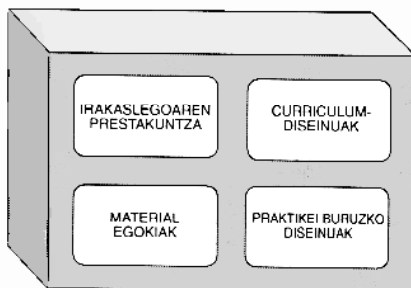 IRAKASLEGOAREN
PRESTAKUNTZA
CURRICULUM-
DISEINUAK
MATERIAL
EGOKIAK
PRAKTIKEI BURUZKO
DISEINUAK